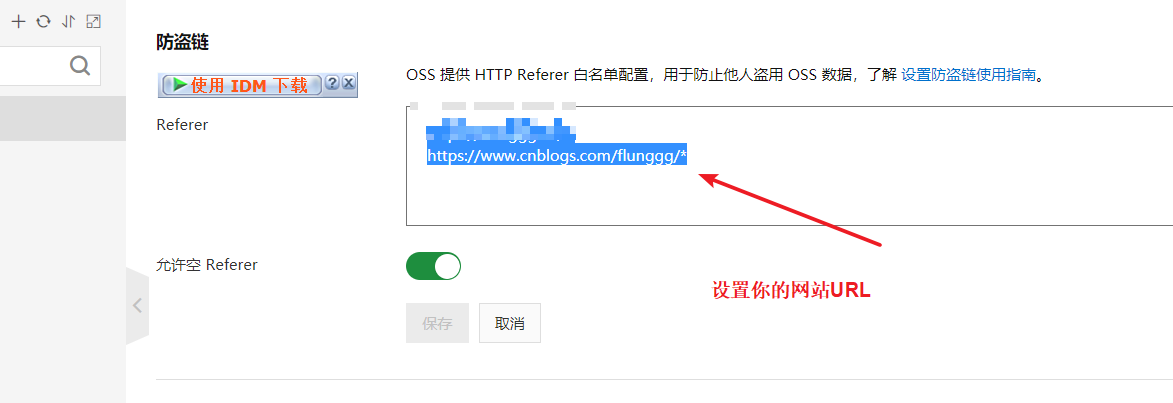 防盗链
使用 IDM 下载
OSS 提供 HTTP Referer 白名单配置，用于防止他人盗用 OSS 数据，了解 设置防盗链使用指南。
Referer
https://www.cnblogs.com/flunggg/*
允许空 Referer
设置你的网站URL
保存
取消